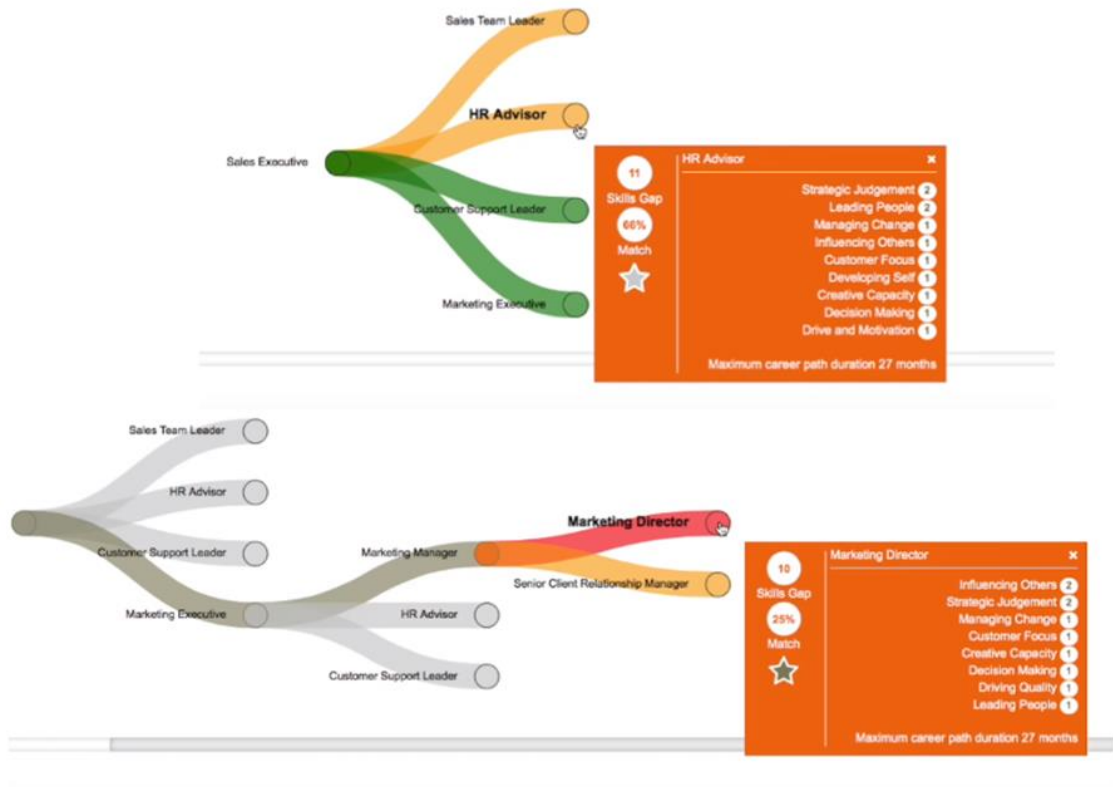 Sales Team Leader
HR Advisor
Sales Executive
Customer Support Leader
Marketing Executive
HR Advisor
11
Skills Gap
66%
Match
Strategic Judgement 2
Leading People 2
Managing Change 1
Influencing Others 1
Customer Focus 1
Developing Self 1
Creative Capacity 1
Decision Making 1
Drive and Motivation 1
Maximum career path duration 27 months
Sales Team Leader
HR Advisor
Customer Support Leader
Marketing Executive
Marketing Manager
HR Advisor
Customer Support Leader
Marketing Director
Senior Client Relationship Manager
Marketing Director
10
Skills Gap
25%
Match
Influencing Others 2
Strategic Judgement 2
Managing Change 1
Customer Focus 1
Creative Capacity 1
Decision Making 1
Driving Quality 1
Leading People 1
Maximum career path duration 27 months